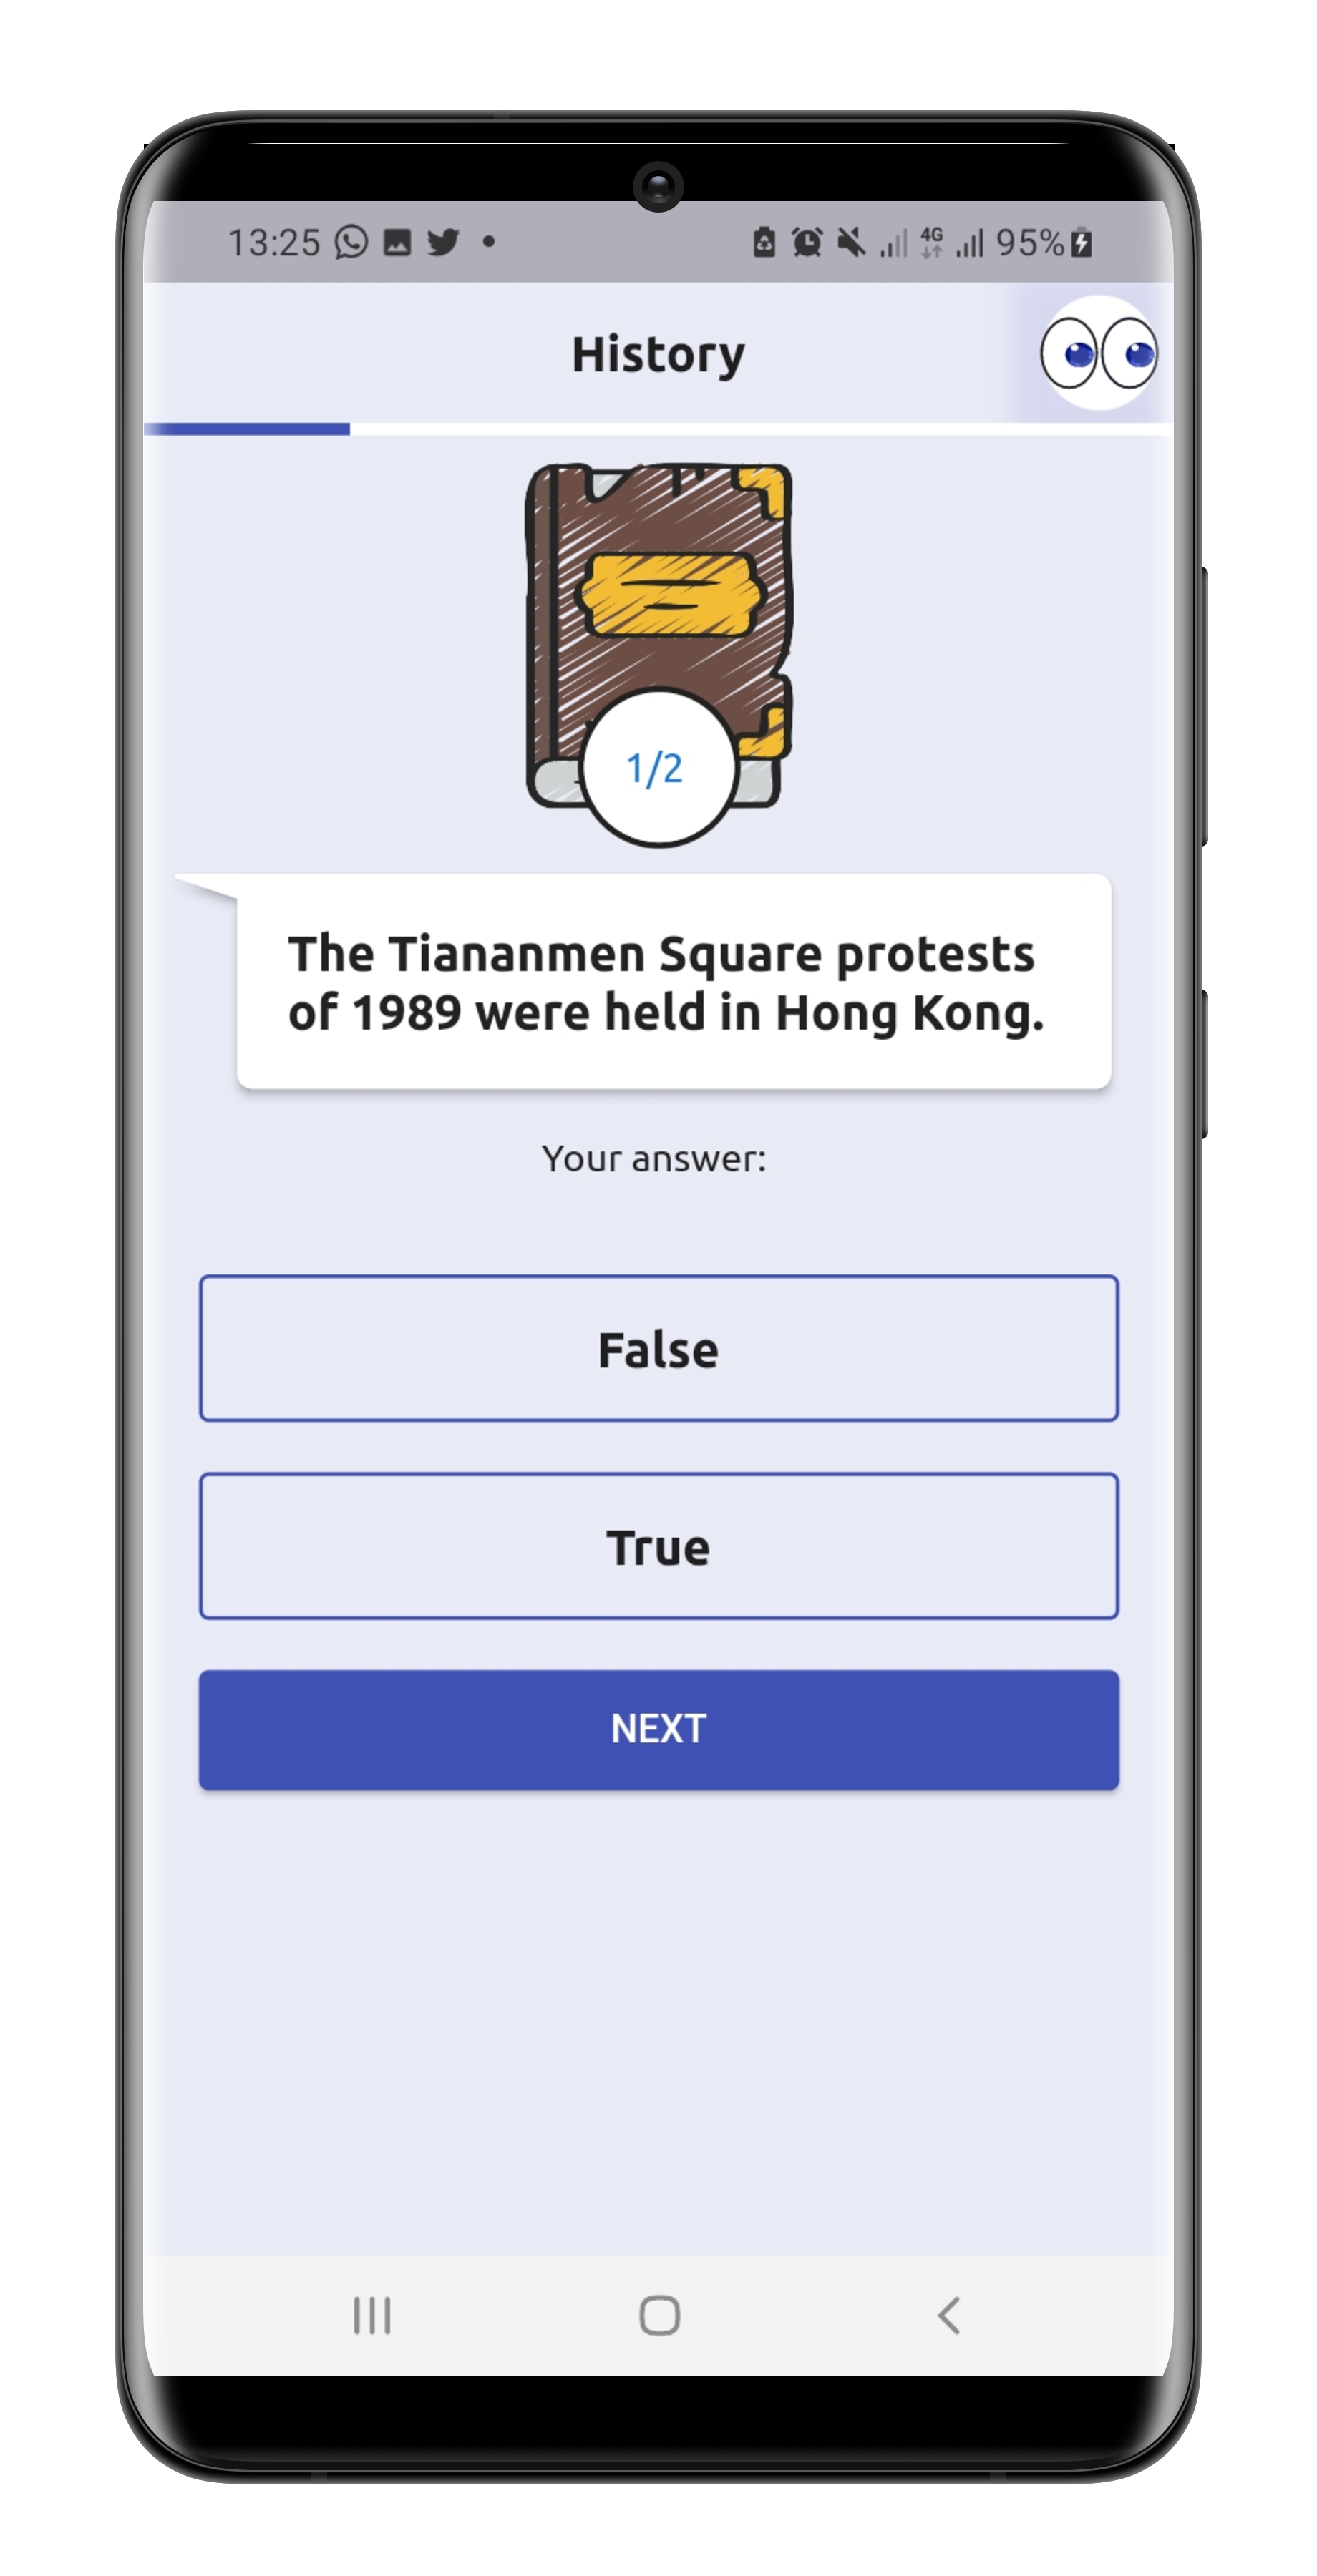 13:25
4G
95%
History
1/2
The Tiananmen Square protests
of 1989 were held in Hong Kong.
Your answer:
False
True
NEXT